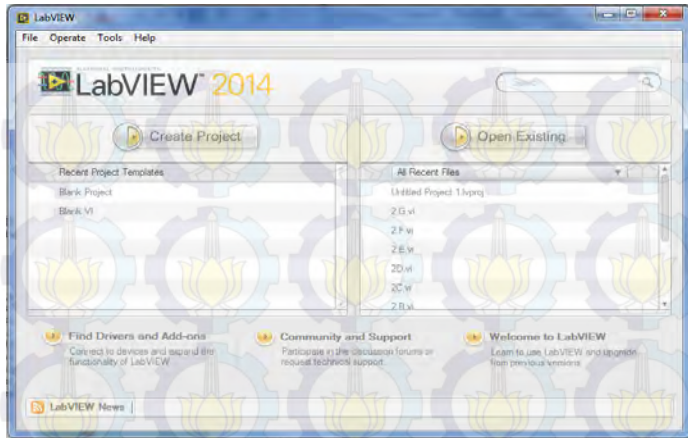 LabVIEW
File Operate Tools Help
NATIONAL INSTRUMENTS
LabVIEW™ 2014
Create Project
Open Existing
Recent Project Templates
All Recent Files
Blank Project
Untitled Project 1.lvproj
Blank VI
2.G.vi
2.F.vi
2.E.vi
2D.vi
2C.vi
2.B.vi
Find Drivers and Add-ons
Connect to devices and expand the
functionality of LabVIEW.
Community and Support
Participate in the discussion forums or
request technical support.
Welcome to LabVIEW
Learn to use LabVIEW and upgrade
from previous versions.
LabVIEW News